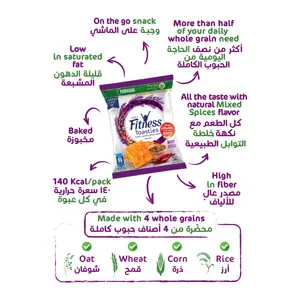 On the go snack
وجبة على الماشي
More than half
of your daily
whole grain need
أكثر من نصف الحاجة
اليومية من
الحبوب الكاملة
Low
in saturated
fat
قليلة الدهون
المشبعة
All the taste with
natural Mixed
Spices flavor
كل الطعم مع
نكهة خلطة
التوابل الطبيعية
Nestlé
Fitness
Toasties
Baked
مخبوزة
140 Kcal/pack
١٤٠ سعرة حرارية
في كل عبوة
High
in fiber
عال المصدر
للألياف
Made with 4 whole grains
محضّرة من 4 أصناف حبوب كاملة
Oat
شوفان
Wheat
قمح
Corn
ذرة
Rice
أرز